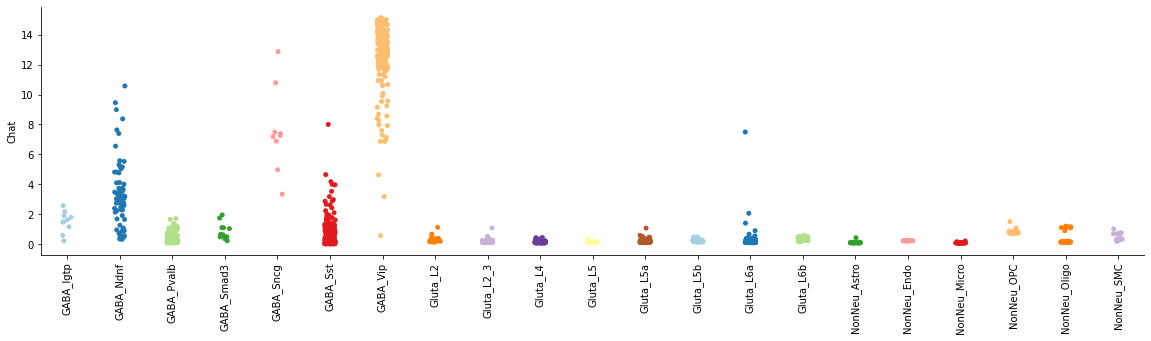 14
12
10
8
6
4
2
0
Chat
GABA_Igtp
GABA_Ndnf
GABA_Pvalb
GABA_Smad3
GABA_Sncg
GABA_Sst
GABA_Vip
Gluta_L2
Gluta_L2_3
Gluta_L4
Gluta_L5
Gluta_L5a
Gluta_L5b
Gluta_L6a
Gluta_L6b
NonNeu_Astro
NonNeu_Endo
NonNeu_Micro
NonNeu_OPC
NonNeu_Oligo
NonNeu_SMC